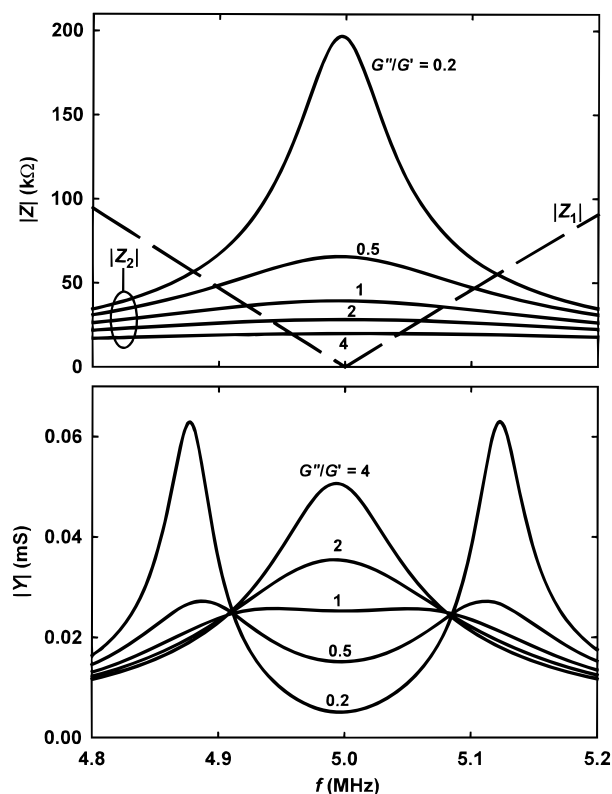 200
150
100
50
0
|Z| (kΩ)
G"/G' = 0.2
|Z₁|
|Z₂|
0.5
1
2
4
0.06
0.04
0.02
0.00
|Y| (mS)
G"/G' = 4
2
1
0.5
0.2
4.8 4.9 5.0 5.1 5.2
f (MHz)